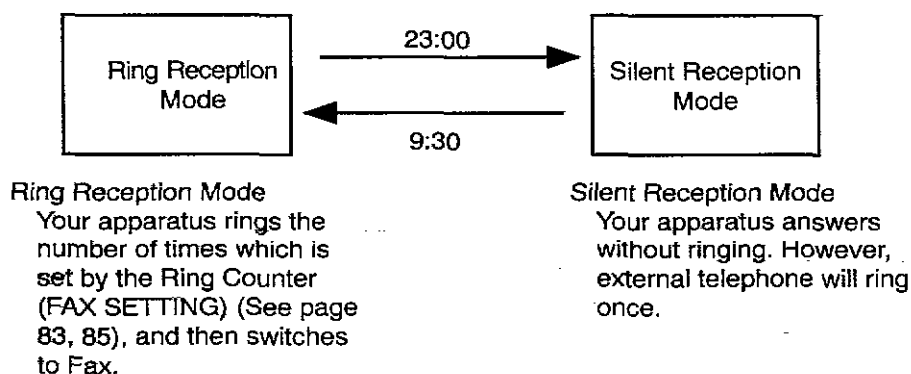 Ring Reception
Mode
23:00
9:30
Silent Reception
Mode
Ring Reception Mode
Your apparatus rings the
number of times which is
set by the Ring Counter
(FAX SETTING) (See page
83, 85), and then switches
to Fax.
Silent Reception Mode
Your apparatus answers
without ringing. However,
external telephone will ring
once.